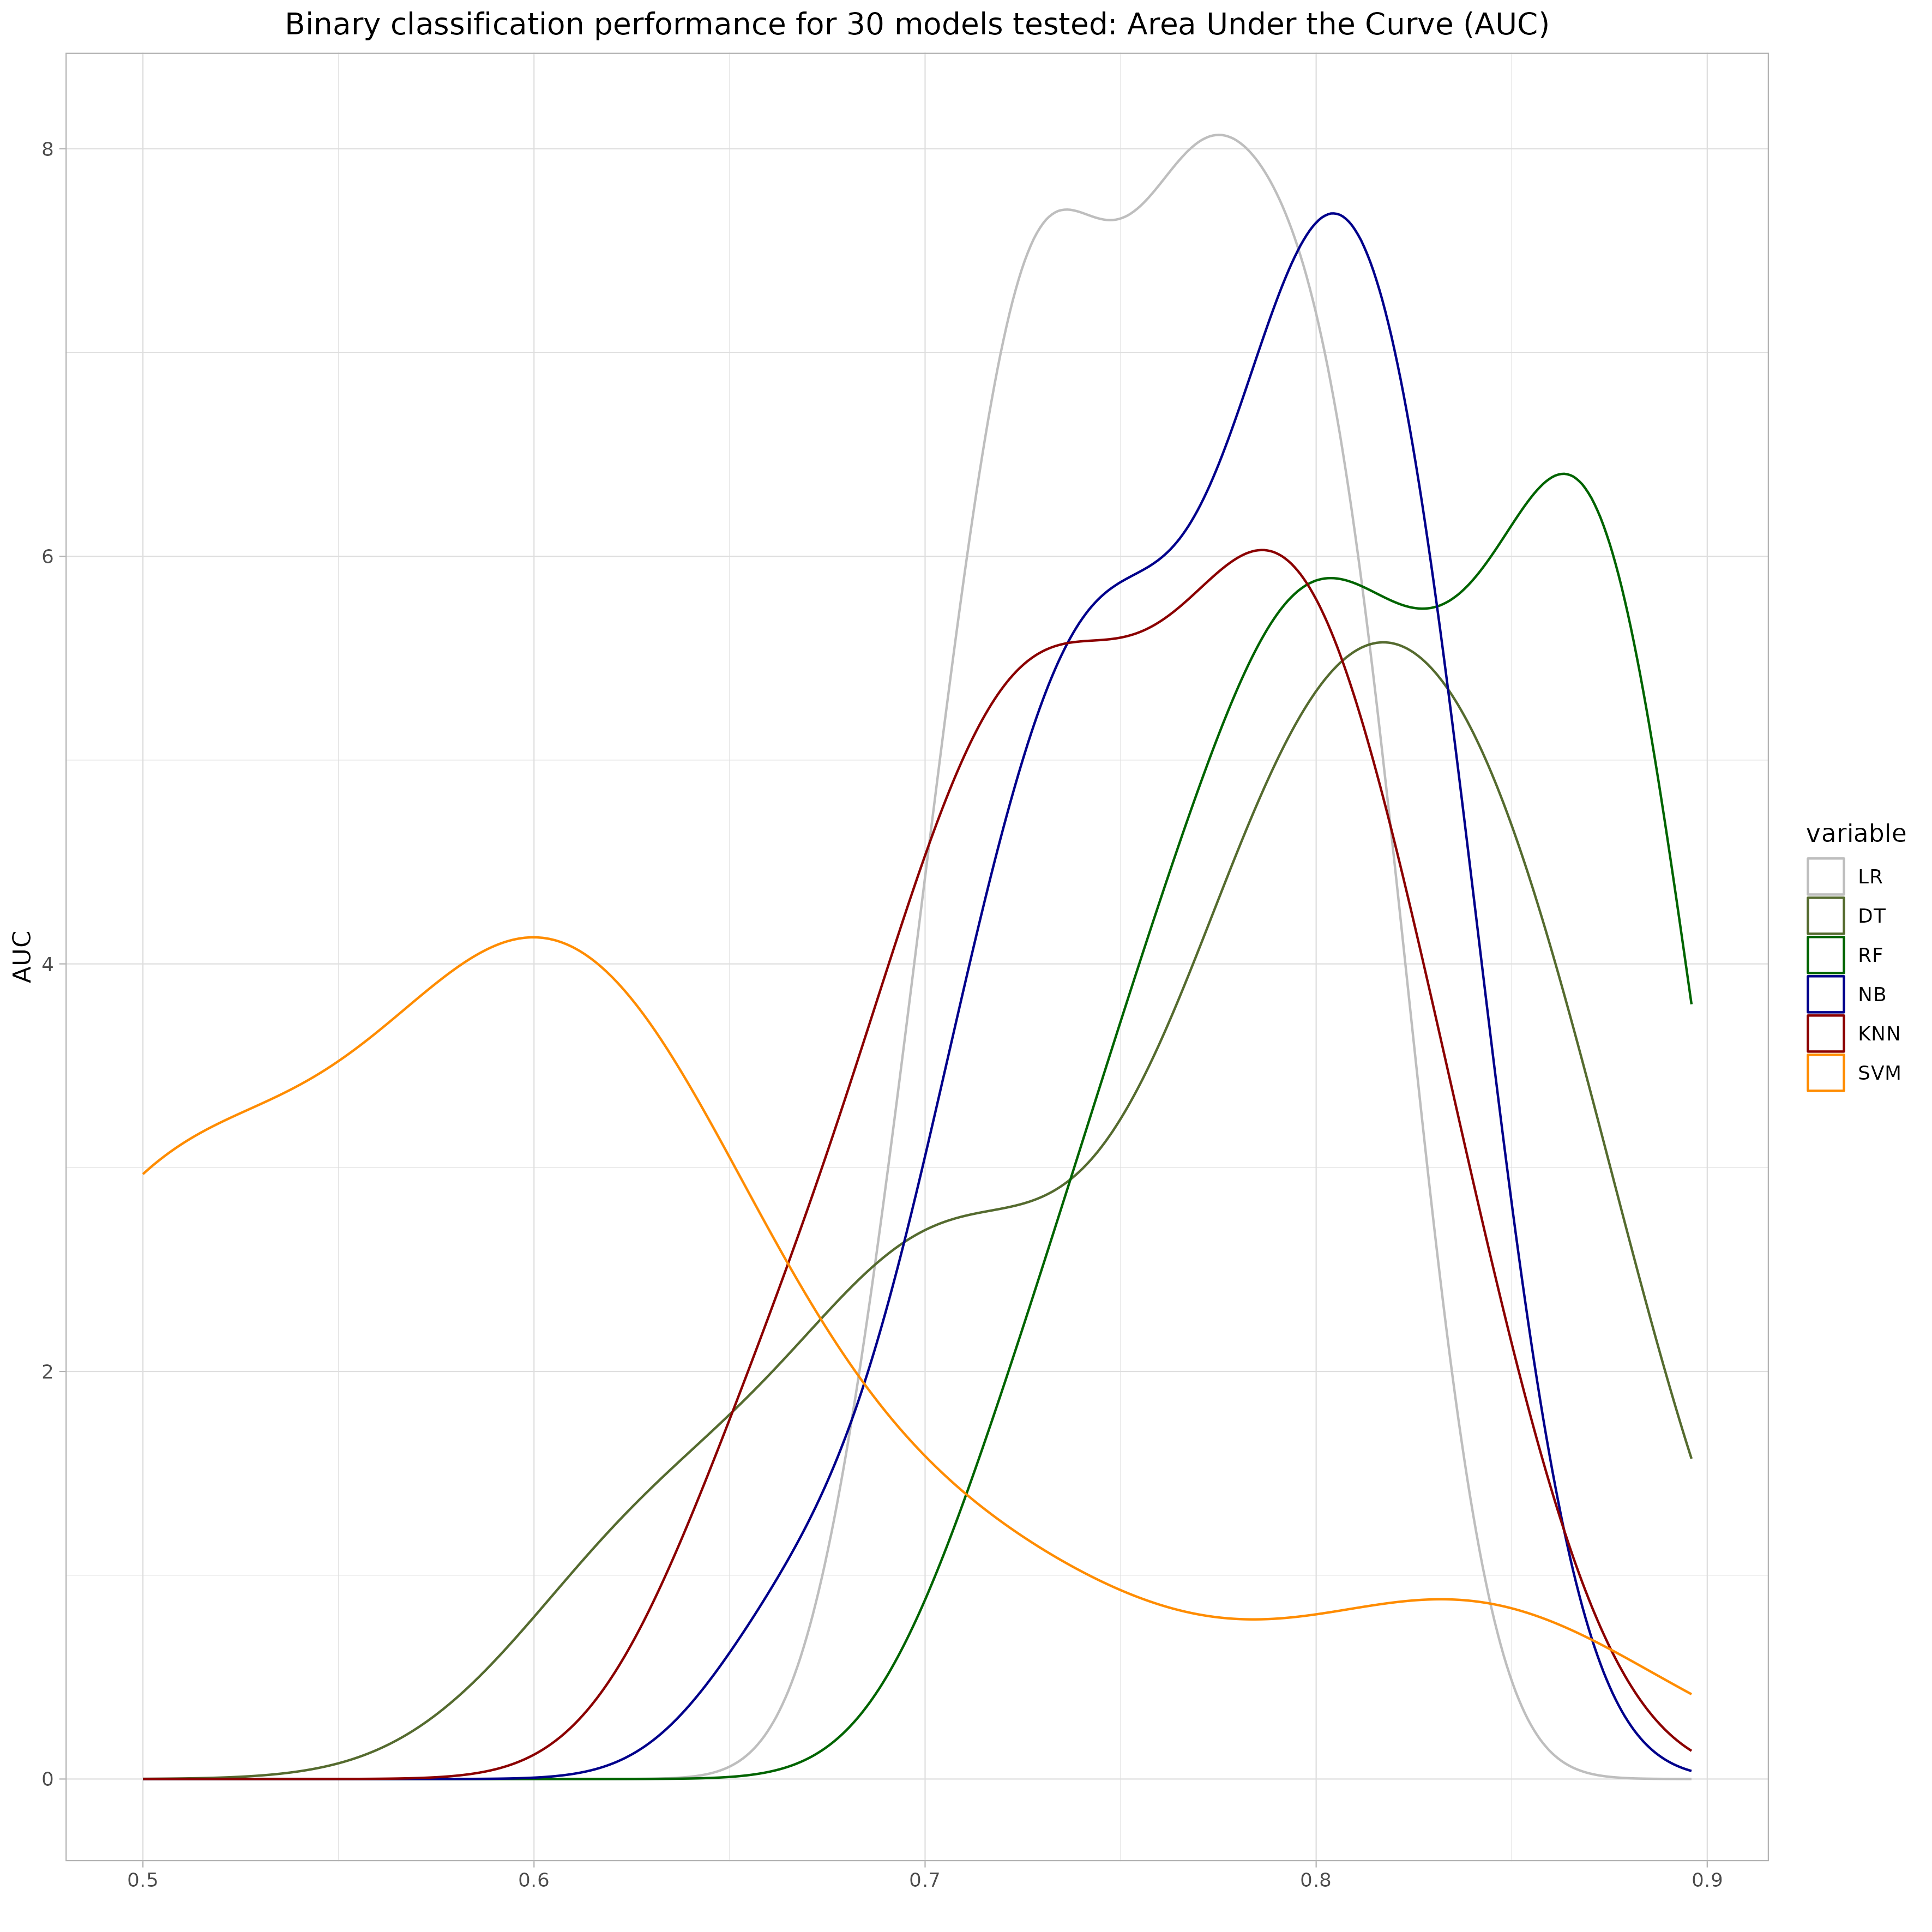 Binary classification performance for 30 models tested: Area Under the Curve (AUC)
8
6
4
2
0
AUC
0.5 0.6 0.7 0.8 0.9
variable
LR
DT
RF
NB
KNN
SVM